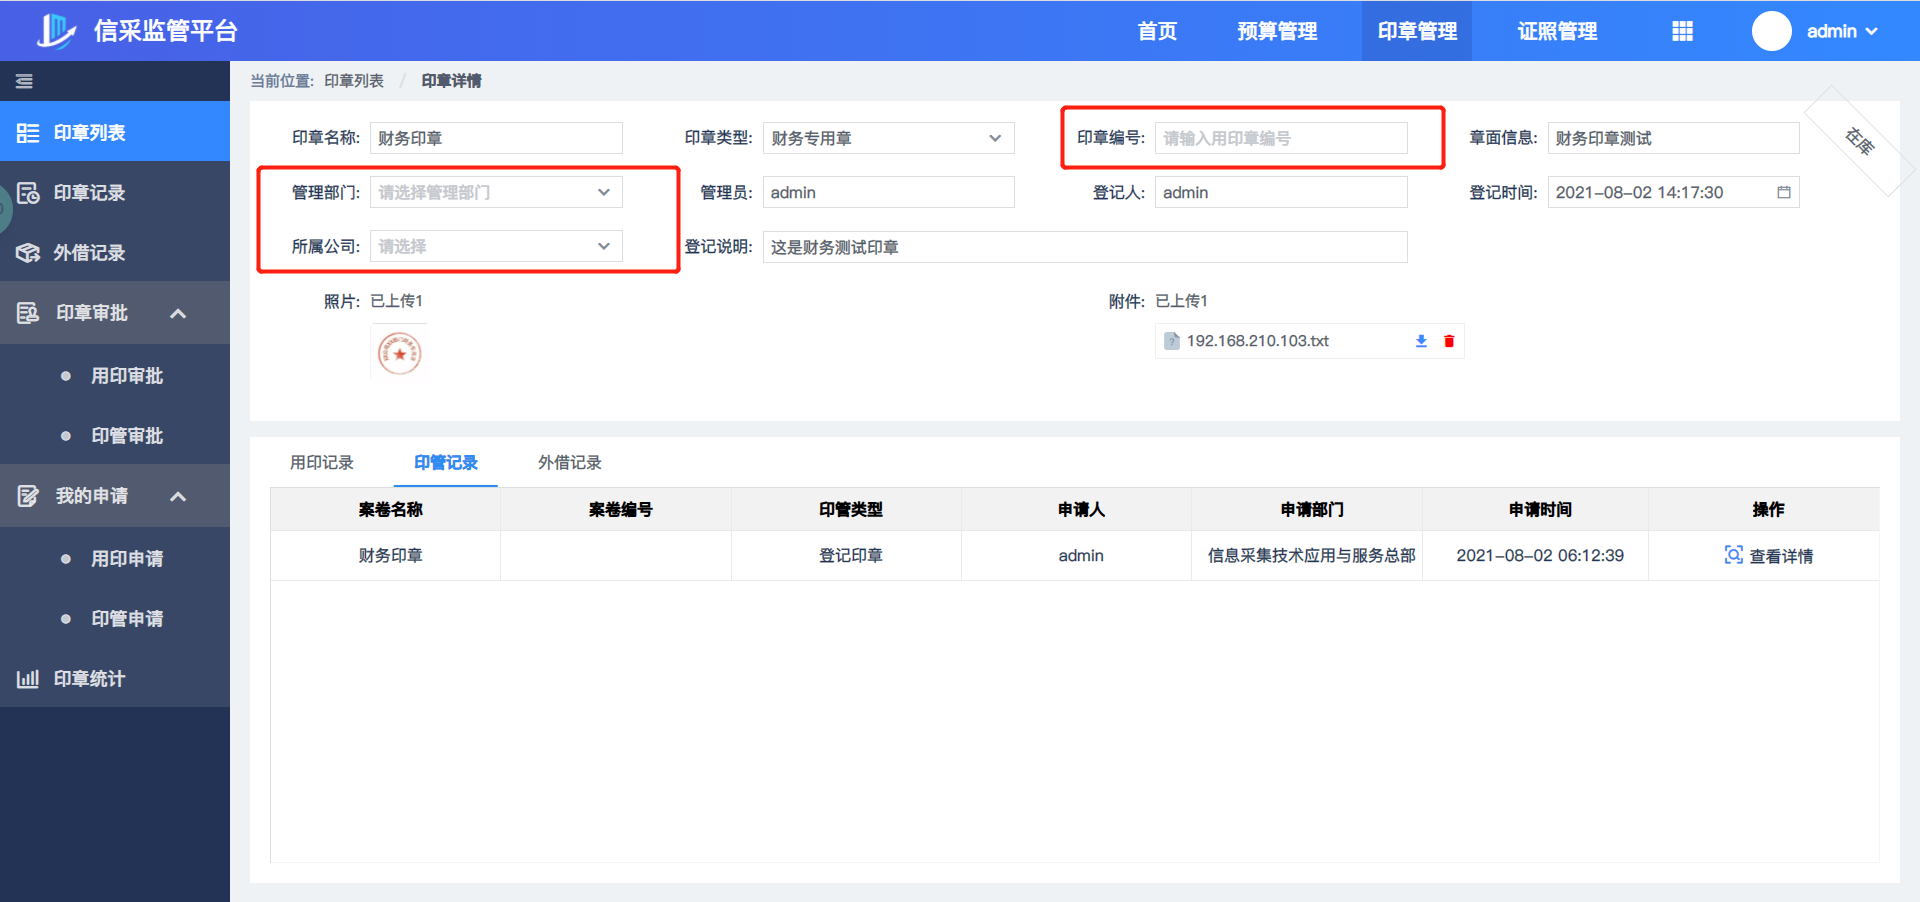 信采监管平台
首页
预算管理
印章管理
证照管理
admin
印章列表
印章记录
外借记录
印章审批
用印审批
印管审批
我的申请
用印申请
印管申请
印章统计
当前位置: 印章列表 / 印章详情
印章名称: 财务印章
印章类型: 财务专用章
印章编号: 请输入用印章编号
章面信息: 财务印章测试
在库
管理部门: 请选择管理部门
管理员: admin
登记人: admin
登记时间: 2021-08-02 14:17:30
所属公司: 请选择
登记说明: 这是财务测试印章
照片: 已上传1
附件: 已上传1
192.168.210.103.txt
用印记录
印管记录
外借记录
案卷名称 案卷编号 印管类型 申请人 申请部门 申请时间 操作
财务印章 登记印章 admin 信息采集技术应用与服务总部 2021-08-02 06:12:39 查看详情